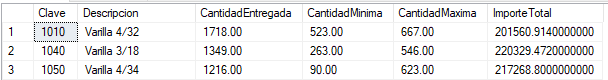 Clave Descripcion CantidadEntregada CantidadMinima CantidadMaxima ImporteTotal
1 1010 Varilla 4/32 1718.00 523.00 667.00 201560.9140000000
2 1040 Varilla 3/18 1349.00 263.00 546.00 220329.4720000000
3 1050 Varilla 4/34 1216.00 90.00 623.00 217268.8000000000